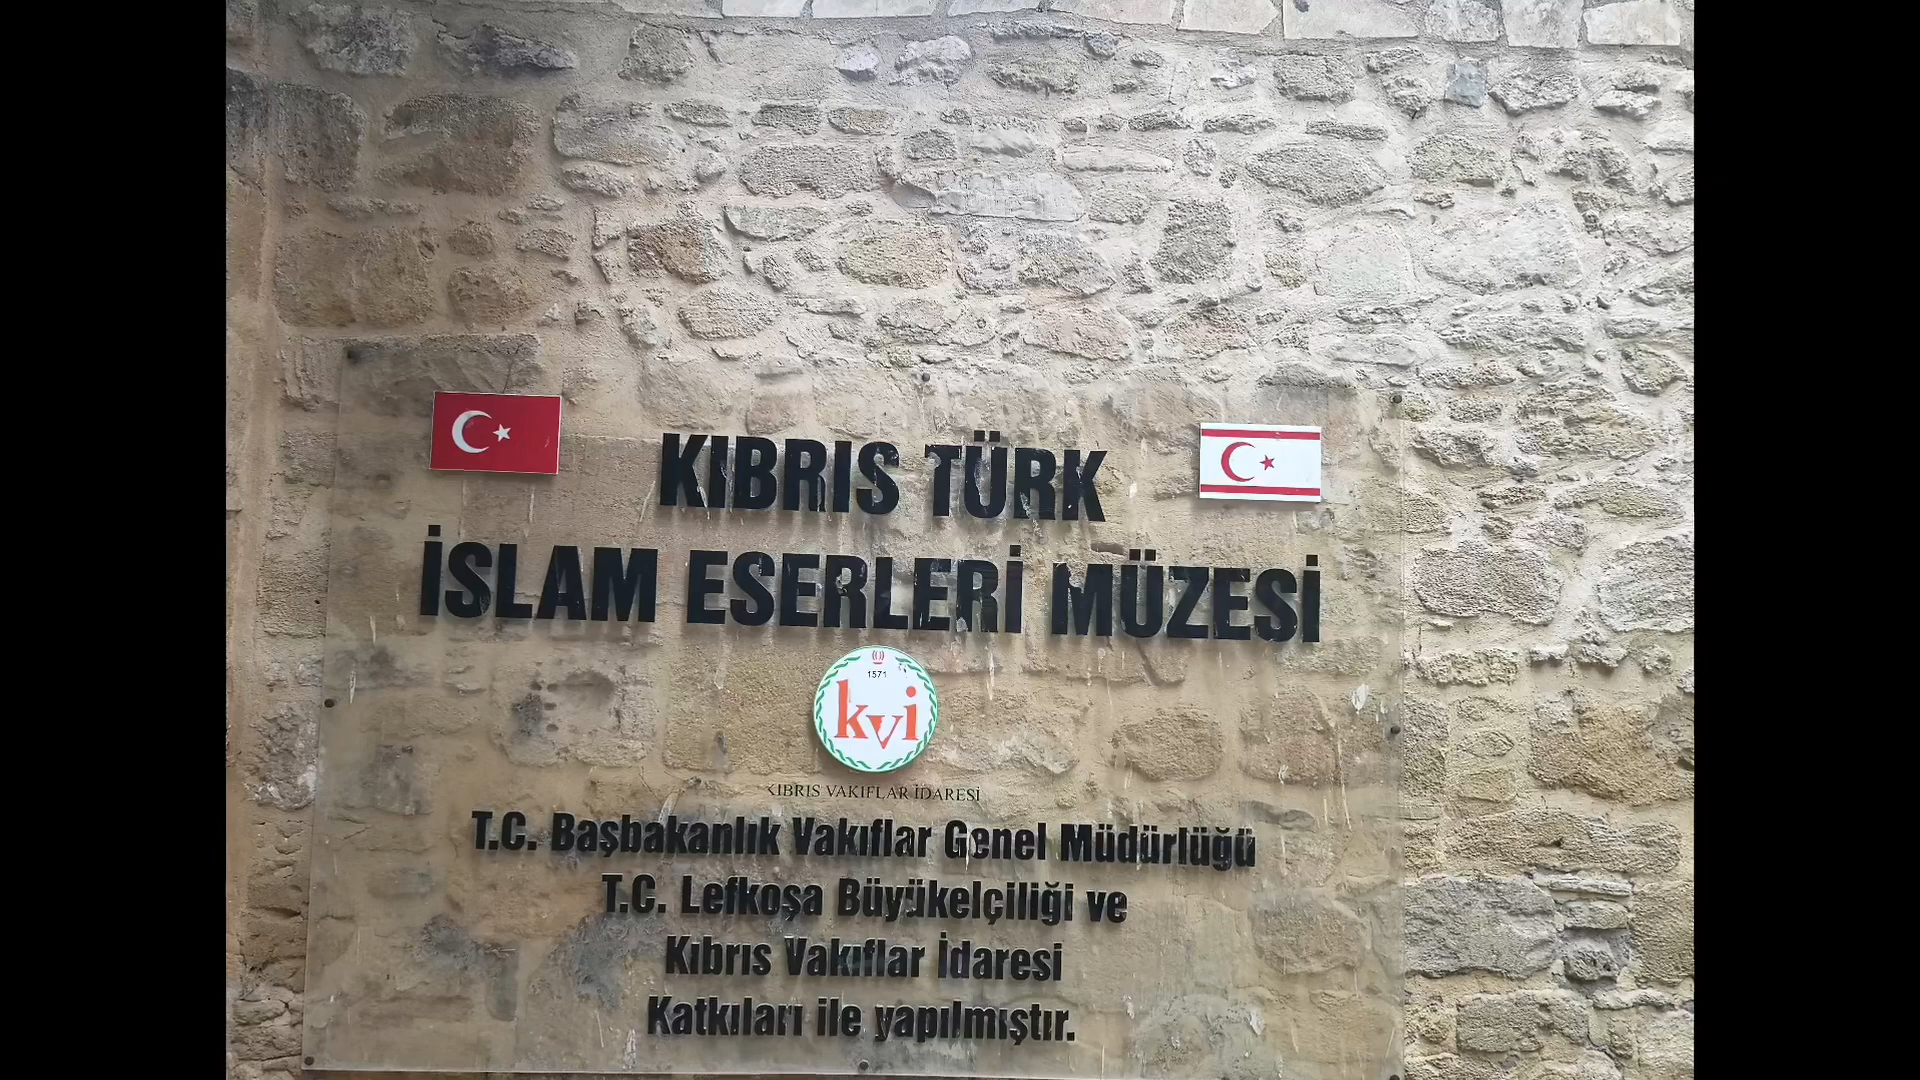 KIBRIS TÜRK
İSLAM ESERLERİ MÜZESİ
1571
kvi
KIBRIS VAKIFLAR İDARESİ
T.C. Başbakanlık Vakıflar Genel Müdürlüğü
T.C. Lefkoşa Büyükelçiliği ve
Kıbrıs Vakıflar İdaresi
Katkıları ile yapılmıştır.